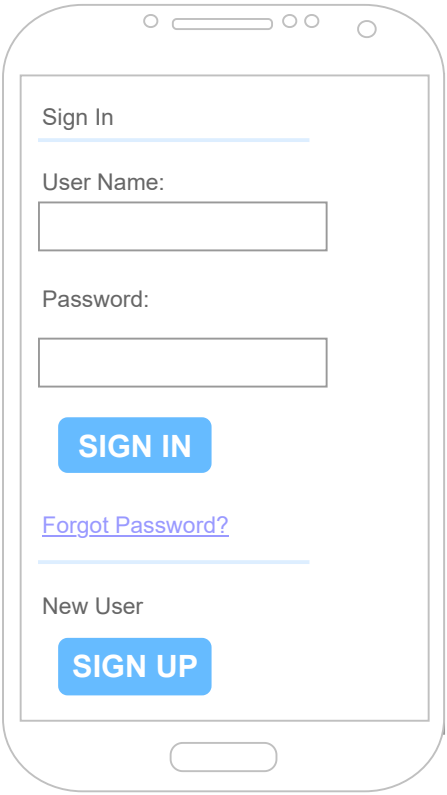 Sign In
User Name:
Password:
SIGN IN
Forgot Password?
New User
SIGN UP